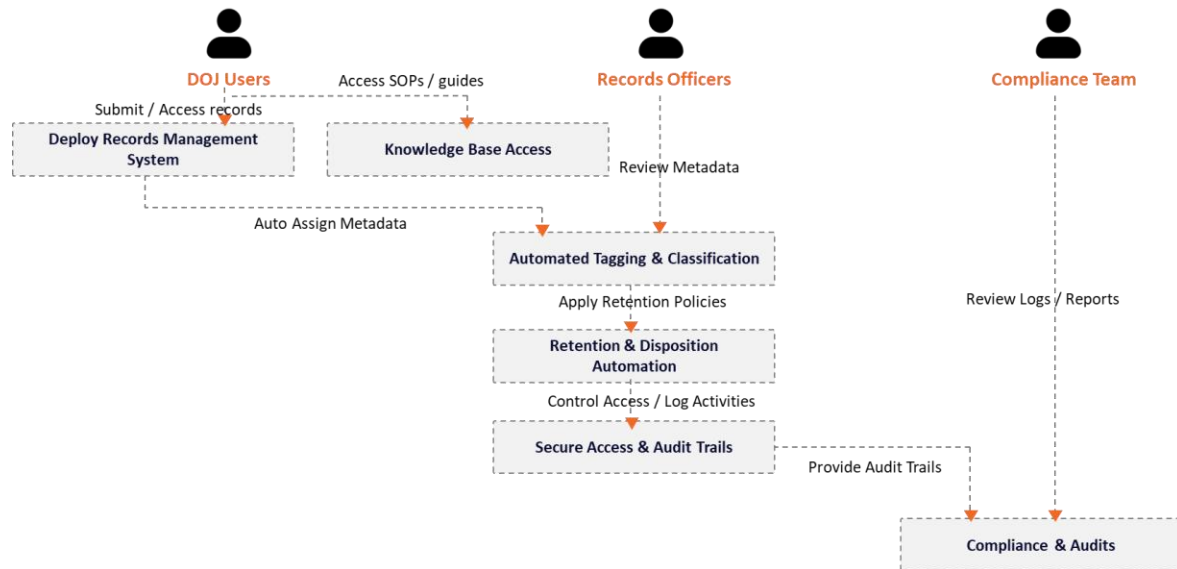 DOJ Users
Records Officers
Compliance Team
Access SOPs / guides
Submit / Access records
Deploy Records Management
System
Knowledge Base Access
Review Metadata
Auto Assign Metadata
Automated Tagging & Classification
Apply Retention Policies
Review Logs / Reports
Retention & Disposition
Automation
Control Access / Log Activities
Secure Access & Audit Trails
Provide Audit Trails
Compliance & Audits